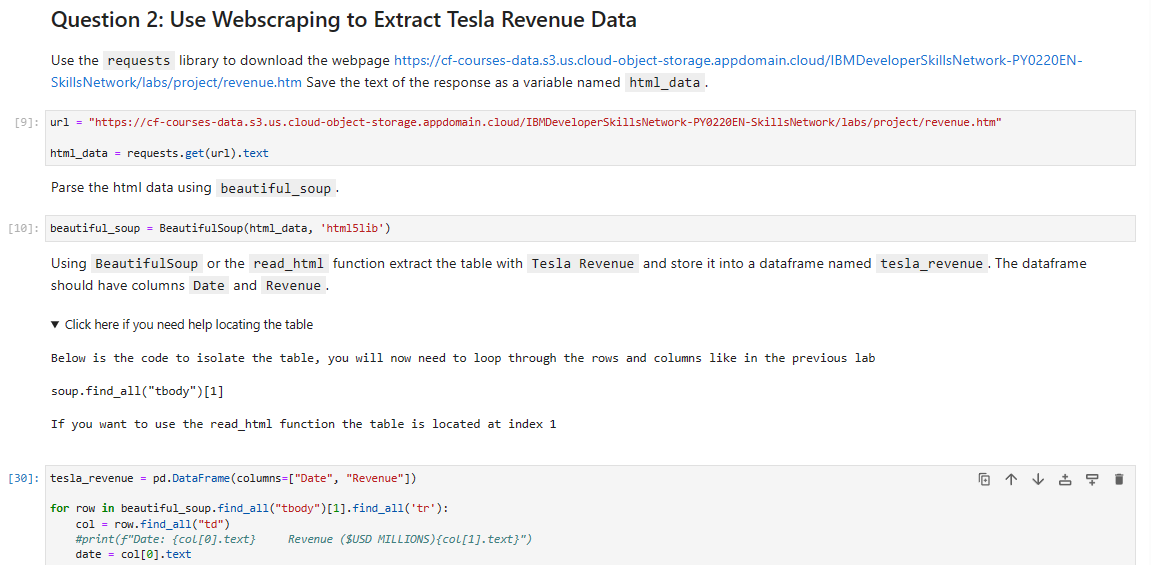 Question 2: Use Webscraping to Extract Tesla Revenue Data
Use the requests library to download the webpage https://cf-courses-data.s3.us.cloud-object-storage.appdomain.cloud/IBMDeveloperSkillsNetwork-PY0220EN-
SkillsNetwork/labs/project/revenue.htm Save the text of the response as a variable named html_data.
[9]: url = "https://cf-courses-data.s3.us.cloud-object-storage.appdomain.cloud/IBMDeveloperSkillsNetwork-PY0220EN-SkillsNetwork/labs/project/revenue.htm"
html_data = requests.get(url).text
Parse the html data using beautiful_soup.
[10]: beautiful_soup = BeautifulSoup(html_data, 'html5lib')
Using BeautifulSoup or the read_html function extract the table with Tesla Revenue and store it into a dataframe named tesla_revenue. The dataframe
should have columns Date and Revenue.
▼ Click here if you need help locating the table
Below is the code to isolate the table, you will now need to loop through the rows and columns like in the previous lab
soup.find_all("tbody")[1]
If you want to use the read_html function the table is located at index 1
[30]: tesla_revenue = pd.DataFrame(columns=["Date", "Revenue"])
for row in beautiful_soup.find_all("tbody")[1].find_all('tr'):
    col = row.find_all("td")
    #print(f"Date: {col[0].text}     Revenue ($USD MILLIONS){col[1].text}")
    date = col[0].text